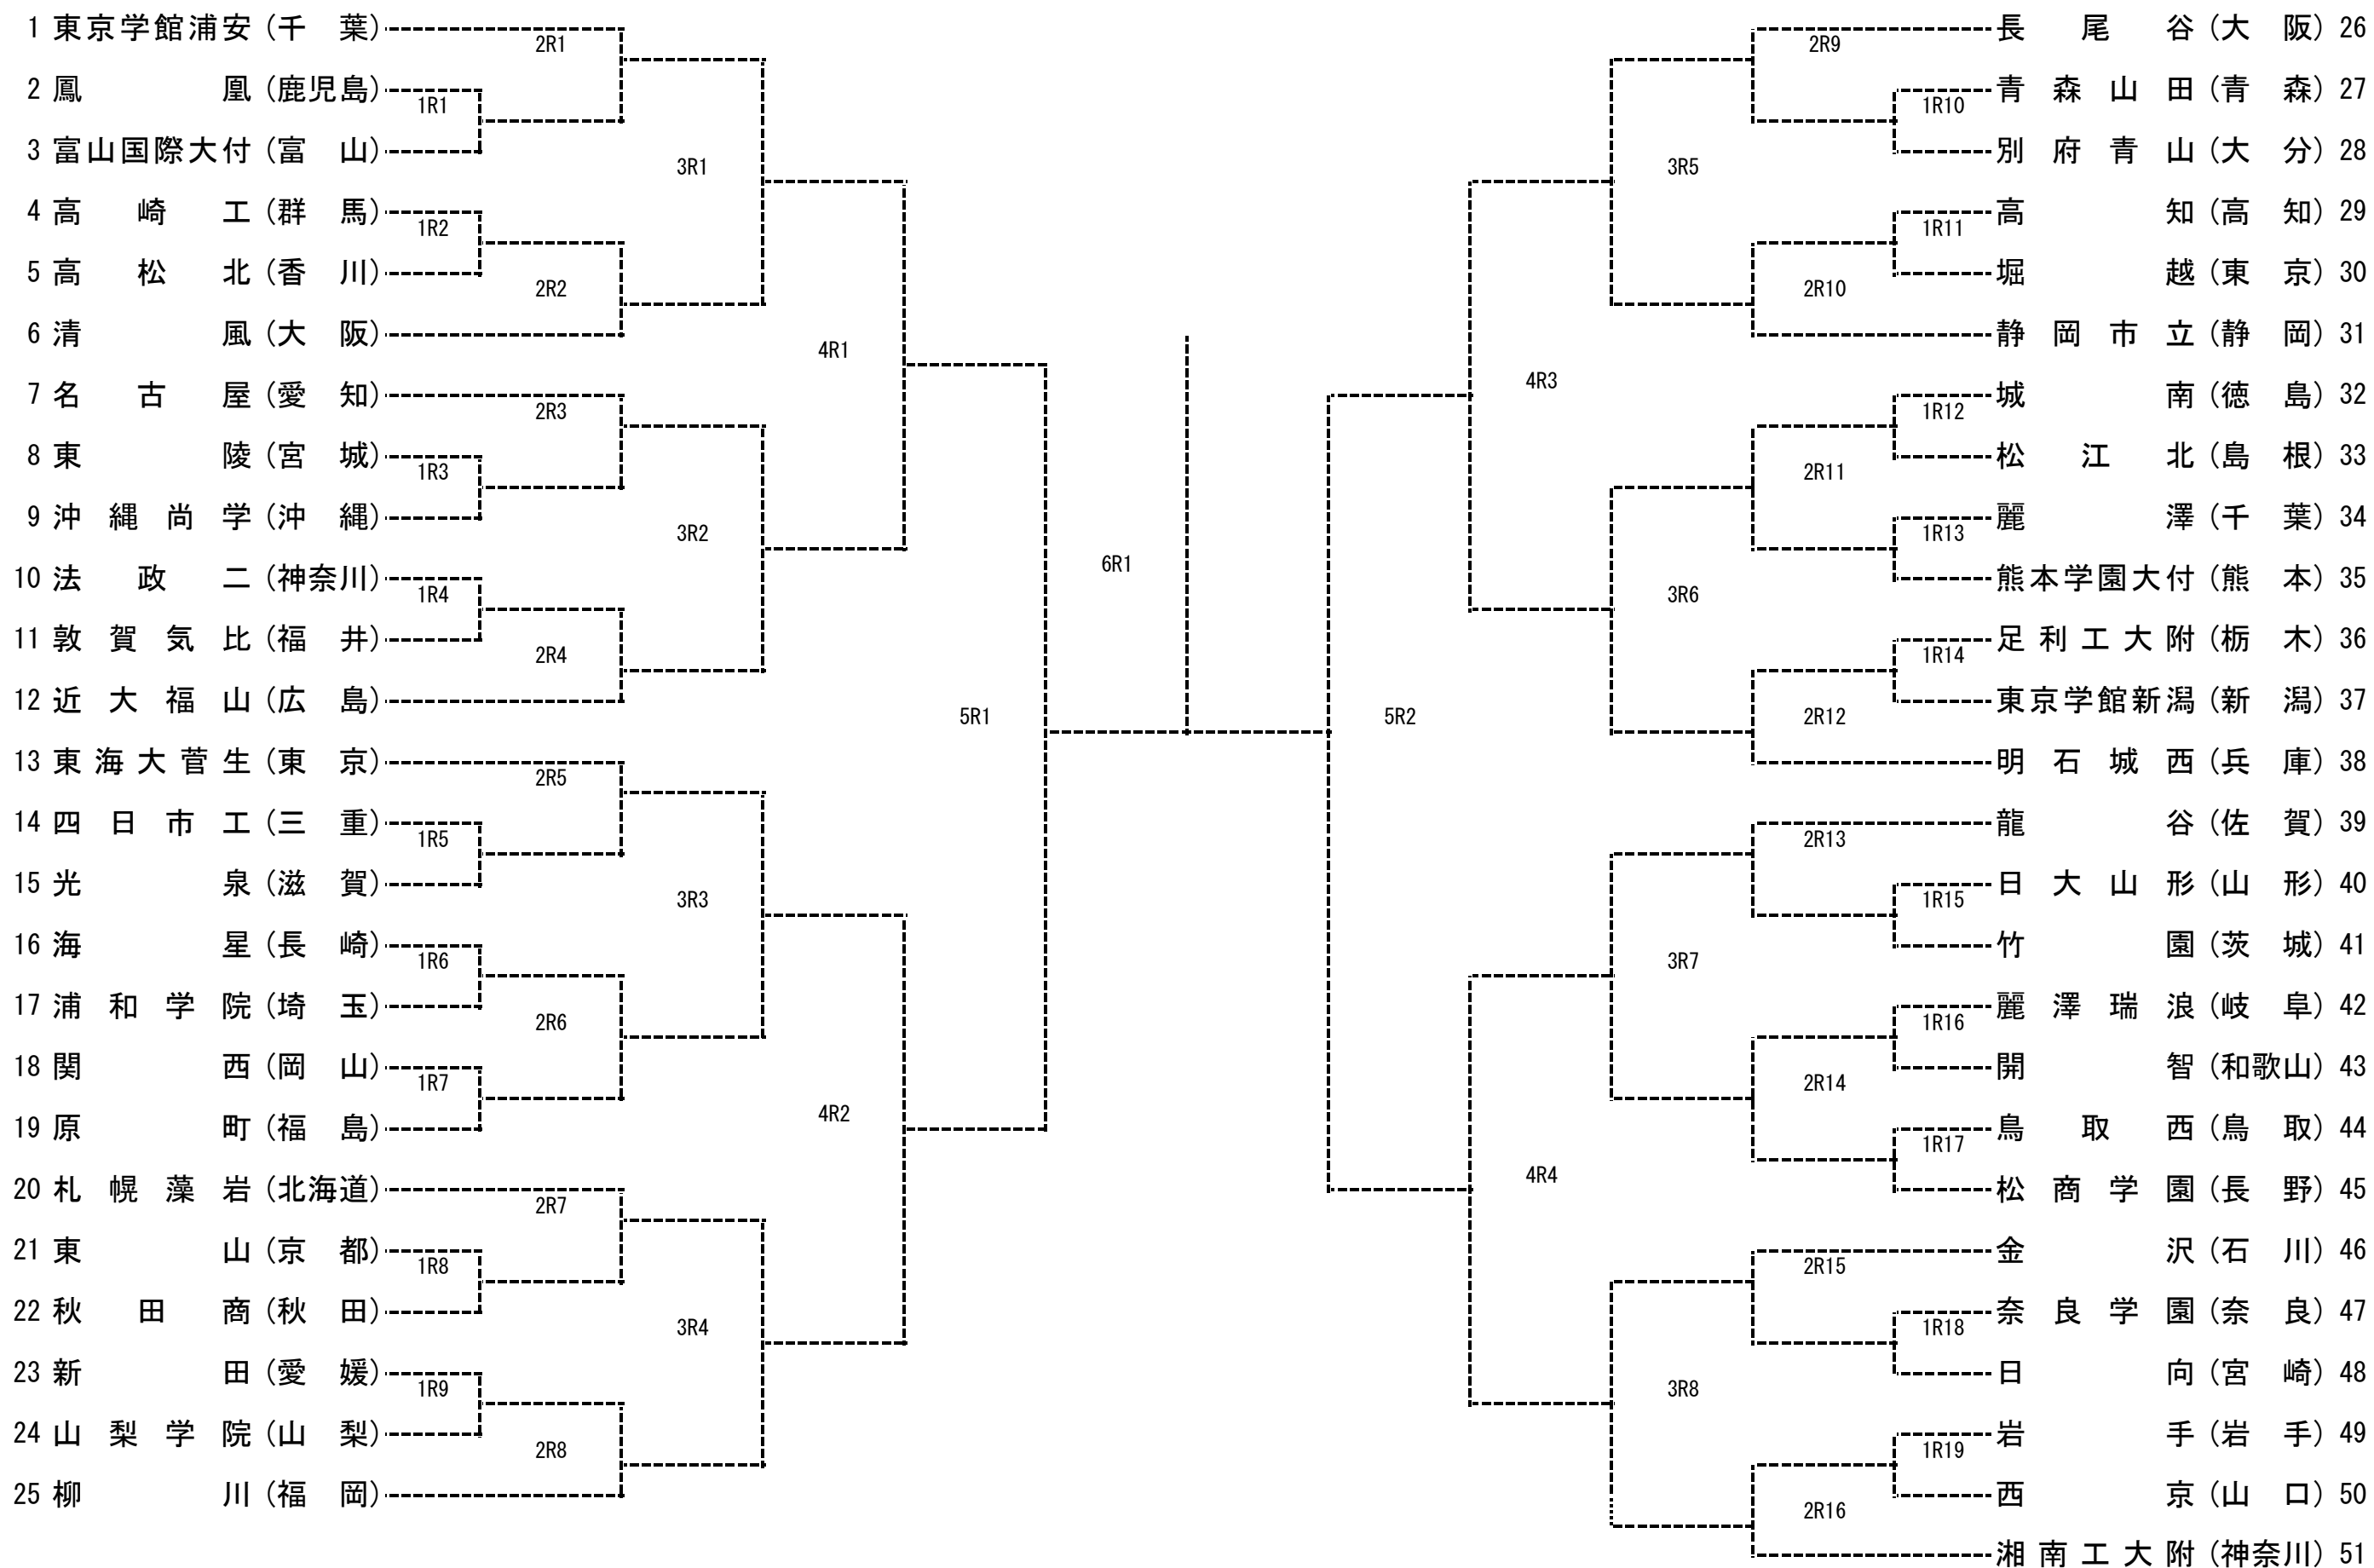 1 東京学館浦安 (千 葉)
2R1
2 鳳 凰 (鹿児島)
1R1
3 富山国際大付 (富 山)
3R1
4 高 崎 工 (群 馬)
1R2
5 高 松 北 (香 川)
2R2
6 清 風 (大 阪)
4R1
7 名 古 屋 (愛 知)
2R3
8 東 陵 (宮 城)
1R3
9 沖 縄 尚 学 (沖 縄)
3R2
10 法 政 二 (神奈川)
1R4
11 敦 賀 気 比 (福 井)
2R4
12 近 大 福 山 (広 島)
5R1
13 東 海 大 菅 生 (東 京)
2R5
14 四 日 市 工 (三 重)
1R5
15 光 泉 (滋 賀)
3R3
16 海 星 (長 崎)
1R6
17 浦 和 学 院 (埼 玉)
2R6
18 関 西 (岡 山)
1R7
19 原 町 (福 島)
4R2
20 札 幌 藻 岩 (北海道)
2R7
21 東 山 (京 都)
1R8
22 秋 田 商 (秋 田)
3R4
23 新 田 (愛 媛)
1R9
24 山 梨 学 院 (山 梨)
2R8
25 柳 川 (福 岡)
6R1
長 尾 谷 (大 阪) 26
2R9
青 森 山 田 (青 森) 27
1R10
別 府 青 山 (大 分) 28
3R5
高 知 (高 知) 29
1R11
堀 越 (東 京) 30
2R10
静 岡 市 立 (静 岡) 31
4R3
城 南 (徳 島) 32
1R12
松 江 北 (島 根) 33
2R11
麗 澤 (千 葉) 34
1R13
熊本学園大付 (熊 本) 35
3R6
足 利 工 大 附 (栃 木) 36
1R14
東京学館新潟 (新 潟) 37
2R12
5R2
明 石 城 西 (兵 庫) 38
龍 谷 (佐 賀) 39
2R13
日 大 山 形 (山 形) 40
1R15
竹 園 (茨 城) 41
3R7
麗 澤 瑞 浪 (岐 阜) 42
1R16
開 智 (和歌山) 43
2R14
鳥 取 西 (鳥 取) 44
1R17
4R4
松 商 学 園 (長 野) 45
金 沢 (石 川) 46
2R15
奈 良 学 園 (奈 良) 47
1R18
日 向 (宮 崎) 48
3R8
岩 手 (岩 手) 49
1R19
西 京 (山 口) 50
2R16
湘 南 工 大 附 (神奈川) 51